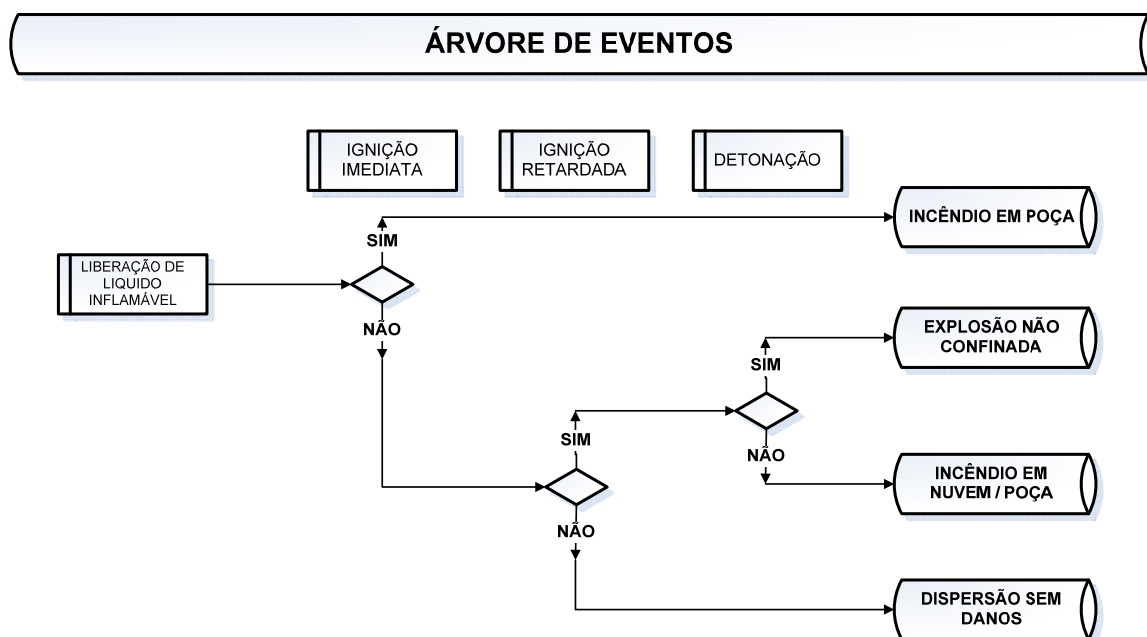 ÁRVORE DE EVENTOS
IGNIÇÃO
IMEDIATA
IGNIÇÃO
RETARDADA
DETONAÇÃO
INCÊNDIO EM POÇA
SIM
LIBERAÇÃO DE
LIQUIDO
INFLAMÁVEL
NÃO
EXPLOSÃO NÃO
CONFINADA
SIM
SIM
NÃO
INCÊNDIO EM
NUVEM / POÇA
NÃO
DISPERSÃO SEM
DANOS